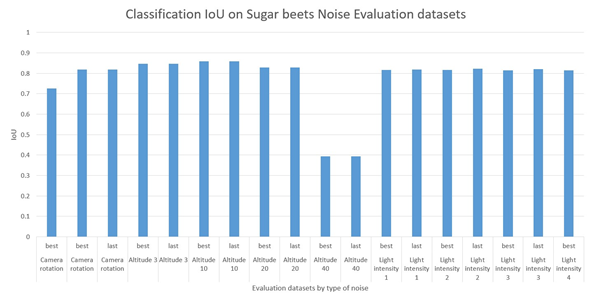 Classification IoU on Sugar beets Noise Evaluation datasets
1
0.9
0.8
0.7
0.6
0.5
0.4
0.3
0.2
0.1
0
IoU
best best last best last best last best last best last best last best last best last best
Camera rotation Camera rotation Camera rotation Altitude 3 Altitude 3 Altitude 10 Altitude 10 Altitude 20 Altitude 20 Altitude 40 Altitude 40 Light intensity 1 Light intensity 1 Light intensity 2 Light intensity 2 Light intensity 3 Light intensity 3 Light intensity 4
Evaluation datasets by type of noise